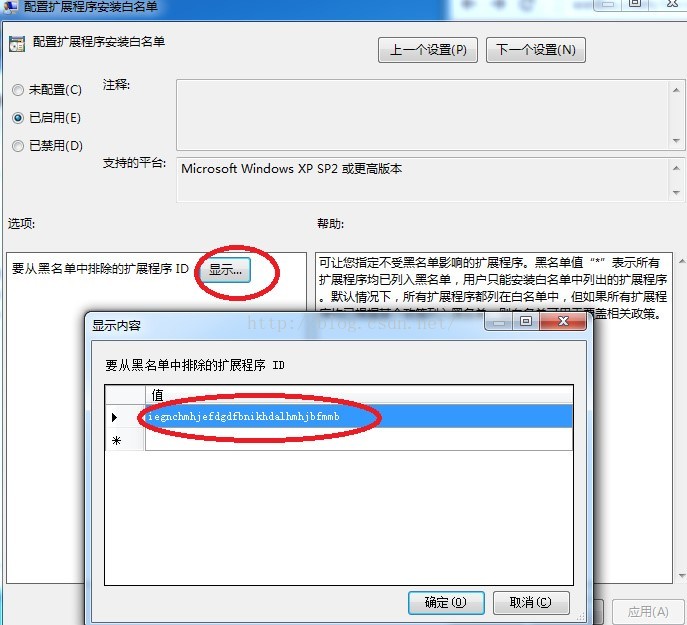 配置扩展程序安装白名单
配置扩展程序安装白名单
上一个设置(P)
下一个设置(N)
未配置(C)
注释:
已启用(E)
已禁用(D)
支持的平台:
Microsoft Windows XP SP2 或更高版本
选项:
帮助:
要从黑名单中排除的扩展程序 ID
显示...
可让您指定不受黑名单影响的扩展程序。黑名单值“*”表示所有
扩展程序均已列入黑名单，用户只能安装白名单中列出的扩展程序
。默认情况下，所有扩展程序都列在白名单中，但如果所有扩展程
覆盖相关政策。
显示内容
http://blog.csdn.net/
要从黑名单中排除的扩展程序 ID
值
iegnchmhjefdgdfbnikhdalhmhjbfmmb
确定(O)
取消(C)
应用(A)